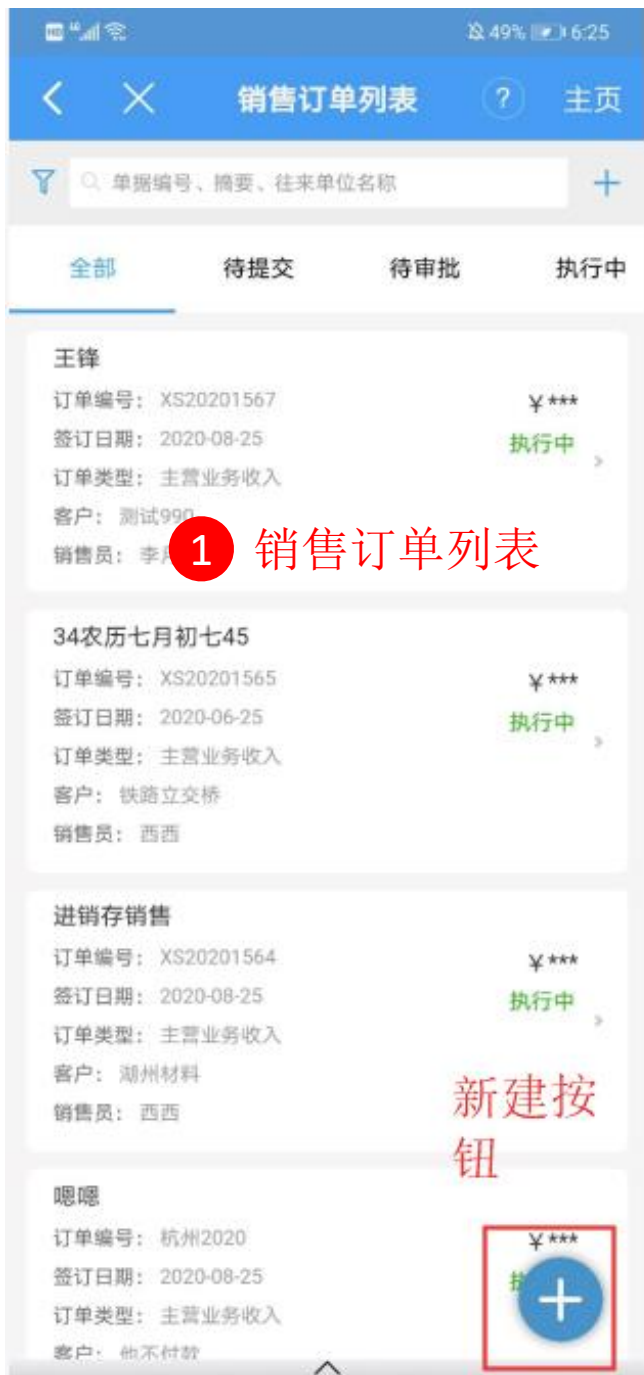 HD 49% 6:25
销售订单列表 ? 主页
单据编号、摘要、往来单位名称
全部 待提交 待审批 执行中
王锋
订单编号： XS20201567 ¥***
签订日期： 2020-08-25 执行中
订单类型： 主营业务收入
客户： 测试990
销售员： 李
1 销售订单列表
34农历七月初七45
订单编号： XS20201565 ¥***
签订日期： 2020-06-25 执行中
订单类型： 主营业务收入
客户： 铁路立交桥
销售员： 西西
进销存销售
订单编号： XS20201564 ¥***
签订日期： 2020-08-25 执行中
订单类型： 主营业务收入
客户： 湖州材料
销售员： 西西
新建按
钮
嗯嗯
订单编号： 杭州2020 ¥***
签订日期： 2020-08-25
订单类型： 主营业务收入
客户： 他不付款